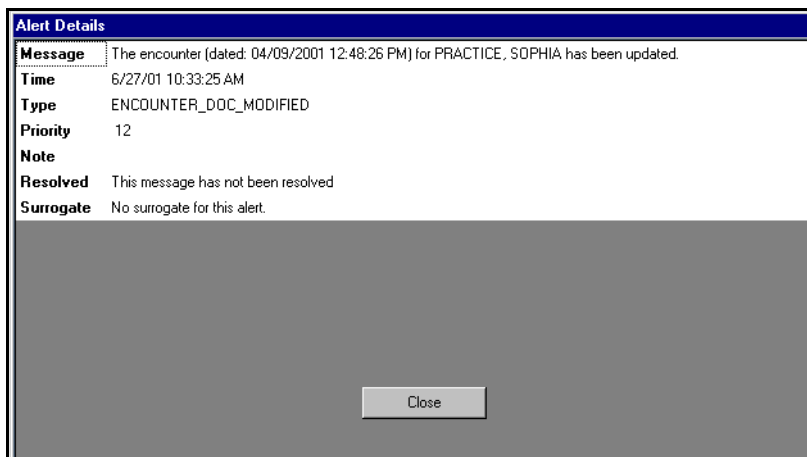 Alert Details
Message The encounter (dated: 04/09/2001 12:48:26 PM) for PRACTICE, SOPHIA has been updated.
Time 6/27/01 10:33:25 AM
Type ENCOUNTER_DOC_MODIFIED
Priority 12
Note
Resolved This message has not been resolved
Surrogate No surrogate for this alert.
Close